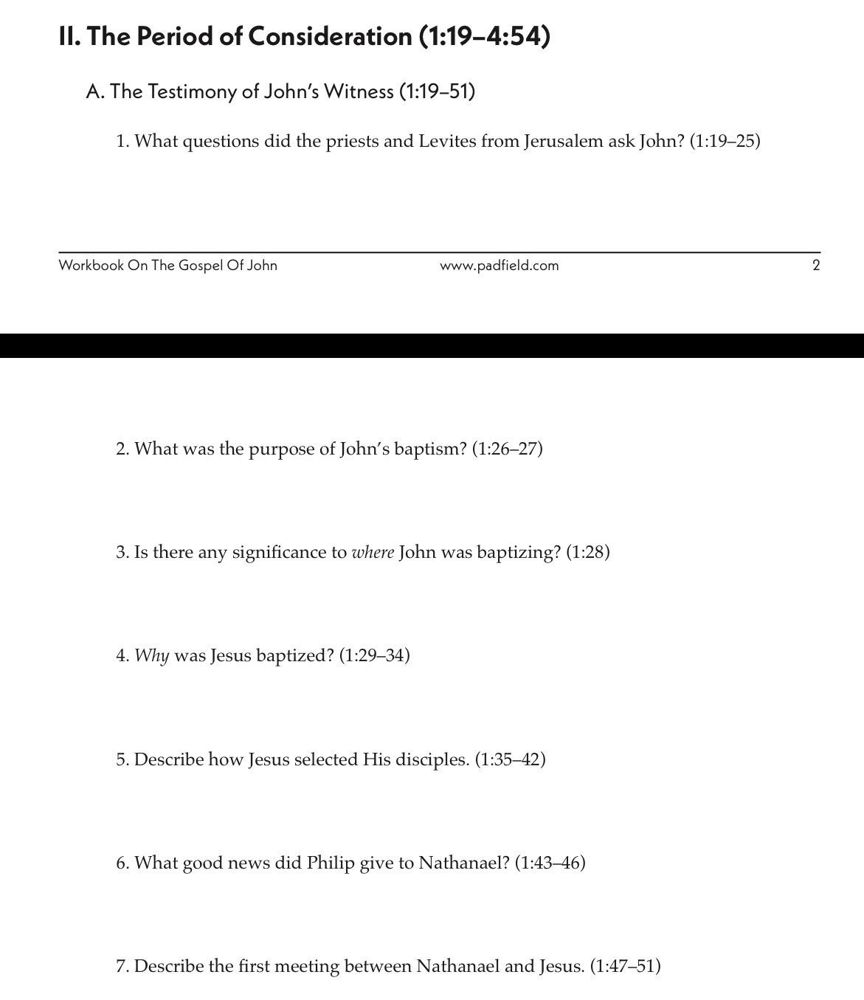 II. The Period of Consideration (1:19–4:54)
A. The Testimony of John’s Witness (1:19–51)
1. What questions did the priests and Levites from Jerusalem ask John? (1:19–25)
Workbook On The Gospel Of John www.padfield.com 2
2. What was the purpose of John’s baptism? (1:26–27)
3. Is there any significance to where John was baptizing? (1:28)
4. Why was Jesus baptized? (1:29–34)
5. Describe how Jesus selected His disciples. (1:35–42)
6. What good news did Philip give to Nathanael? (1:43–46)
7. Describe the first meeting between Nathanael and Jesus. (1:47–51)